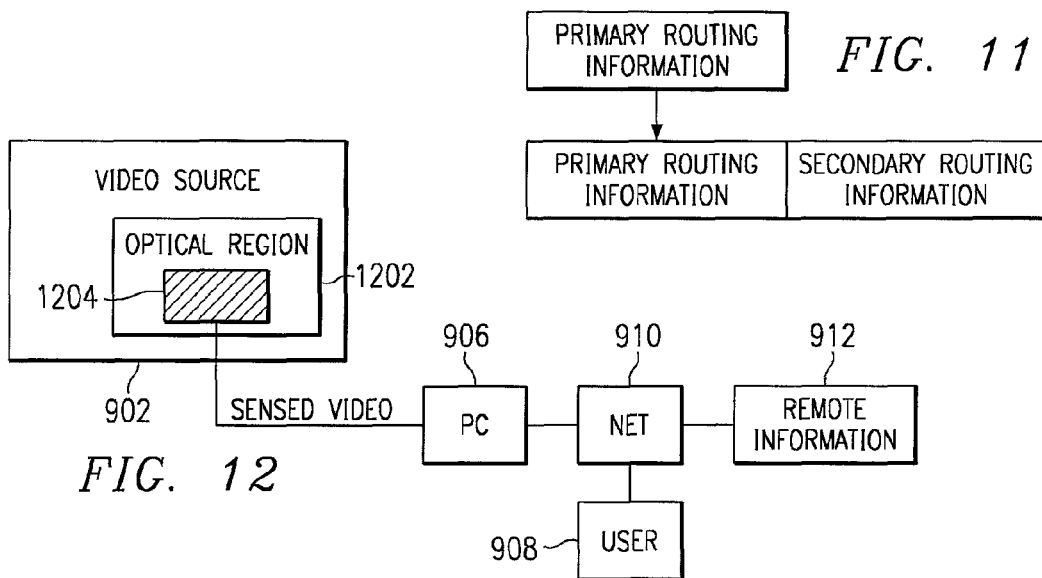 PRIMARY ROUTING
INFORMATION
FIG. 11
PRIMARY ROUTING
INFORMATION
SECONDARY ROUTING
INFORMATION
VIDEO SOURCE
OPTICAL REGION
1204
1202
902
SENSED VIDEO
906
PC
910
NET
912
REMOTE
INFORMATION
908
USER
FIG. 12